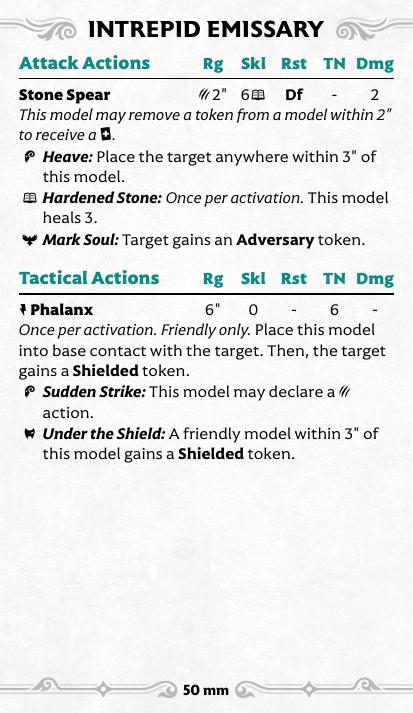 INTREPID EMISSARY
Attack Actions Rg Skl Rst TN Dmg
Stone Spear 2" 6 Df - 2
This model may remove a token from a model within 2"
to receive a .
Heave: Place the target anywhere within 3" of
this model.
Hardened Stone: Once per activation. This model
heals 3.
Mark Soul: Target gains an Adversary token.
Tactical Actions Rg Skl Rst TN Dmg
Phalanx 6" 0 - 6 -
Once per activation. Friendly only. Place this model
into base contact with the target. Then, the target
gains a Shielded token.
Sudden Strike: This model may declare a
action.
Under the Shield: A friendly model within 3" of
this model gains a Shielded token.
50 mm